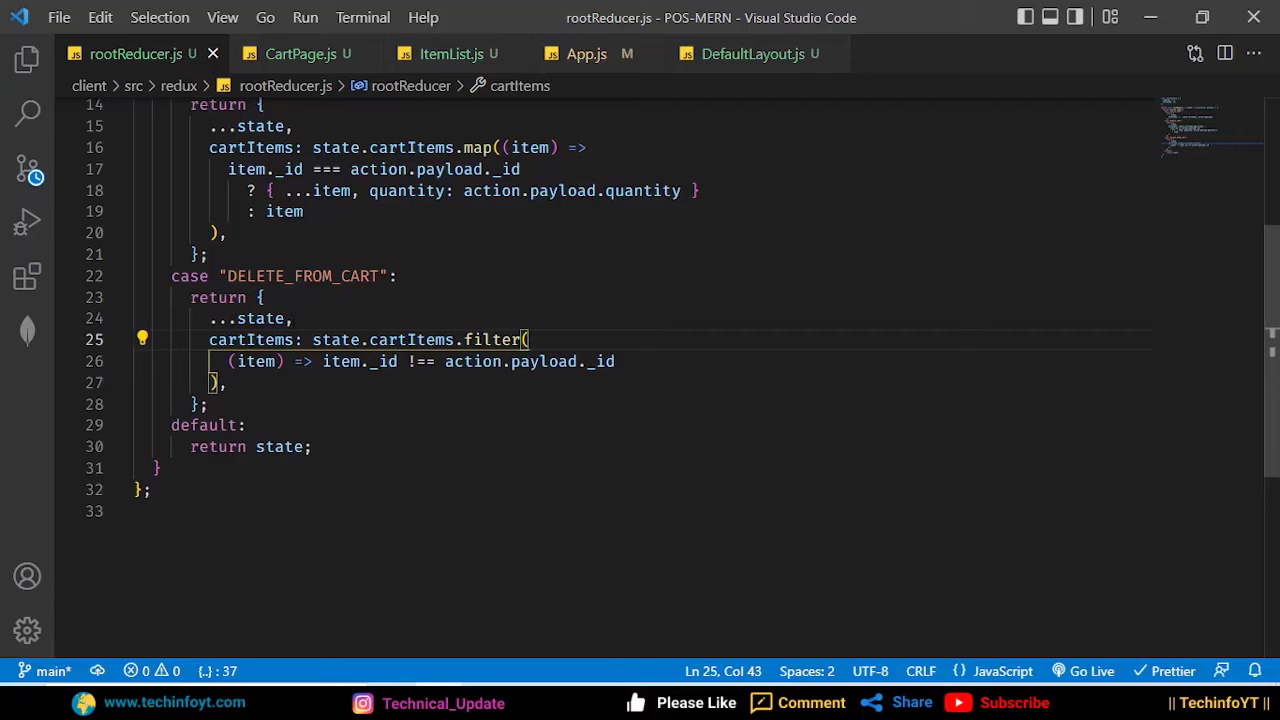 File Edit Selection View Go Run Terminal Help rootReducer.js - POS-MERN - Visual Studio Code
JS rootReducer.js U JS CartPage.js U JS ItemList.js U JS App.js M JS DefaultLayout.js U
client > src > redux > JS rootReducer.js > rootReducer > cartItems
14 return {
15 ...state,
16 cartItems: state.cartItems.map((item) =>
17 item._id === action.payload._id
18 ? { ...item, quantity: action.payload.quantity }
19 : item
20 ),
21 };
22 case "DELETE_FROM_CART":
23 return {
24 ...state,
25 cartItems: state.cartItems.filter(
26 (item) => item._id !== action.payload._id
27 ),
28 };
29 default:
30 return state;
31 }
32 };
33
main* 0 0 {..} : 37 Ln 25, Col 43 Spaces: 2 UTF-8 CRLF {} JavaScript Go Live Prettier
www.techinfoyt.com Technical_Update Please Like Comment Share Subscribe || TechinfoYT ||